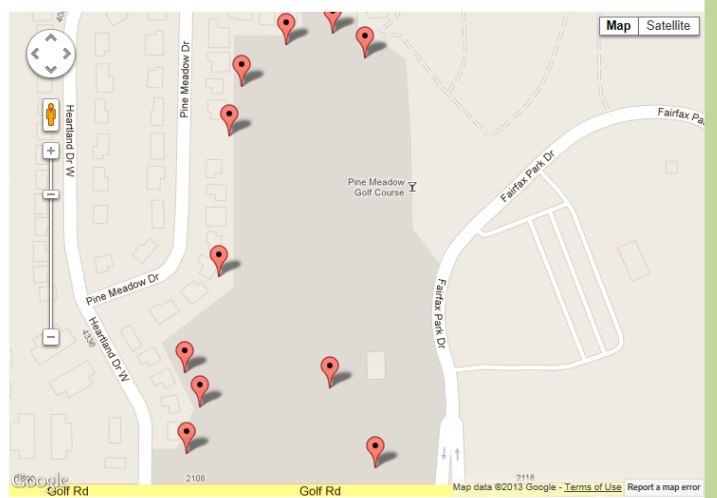 Map
Satellite
Pine Meadow Dr
Heartland Dr W
Fairfax Pa
Pine Meadow
Golf Course
Fairfax Park Dr
Pine Meadow Dr
Fairfax Park Dr
Heartland Dr W
4336
Google
2108
2118
Golf Rd
Golf Rd
Map data ©2013 Google - Terms of Use
Report a map error